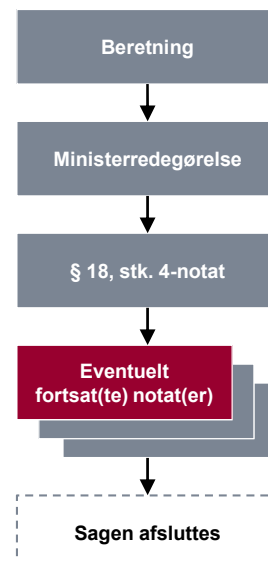 Beretning
Ministerredegørelse
§ 18, stk. 4-notat
Eventuelt
fortsat(te) notat(er)
Sagen afsluttes